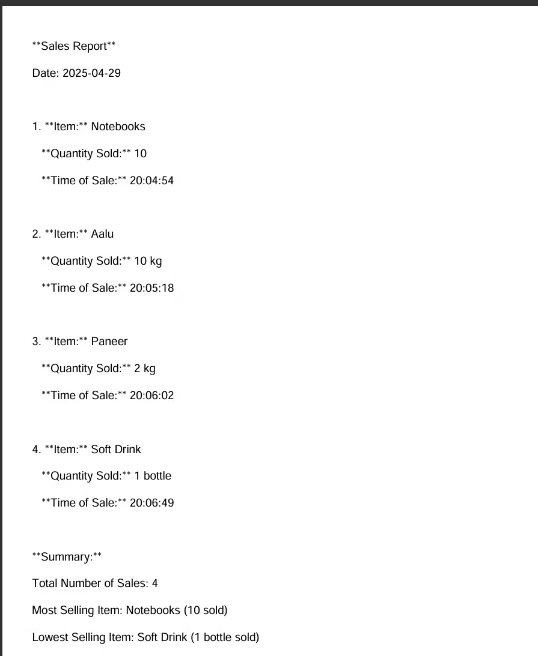 **Sales Report**
Date: 2025-04-29
1. **Item:** Notebooks
**Quantity Sold:** 10
**Time of Sale:** 20:04:54
2. **Item:** Aalu
**Quantity Sold:** 10 kg
**Time of Sale:** 20:05:18
3. **Item:** Paneer
**Quantity Sold:** 2 kg
**Time of Sale:** 20:06:02
4. **Item:** Soft Drink
**Quantity Sold:** 1 bottle
**Time of Sale:** 20:06:49
**Summary:**
Total Number of Sales: 4
Most Selling Item: Notebooks (10 sold)
Lowest Selling Item: Soft Drink (1 bottle sold)